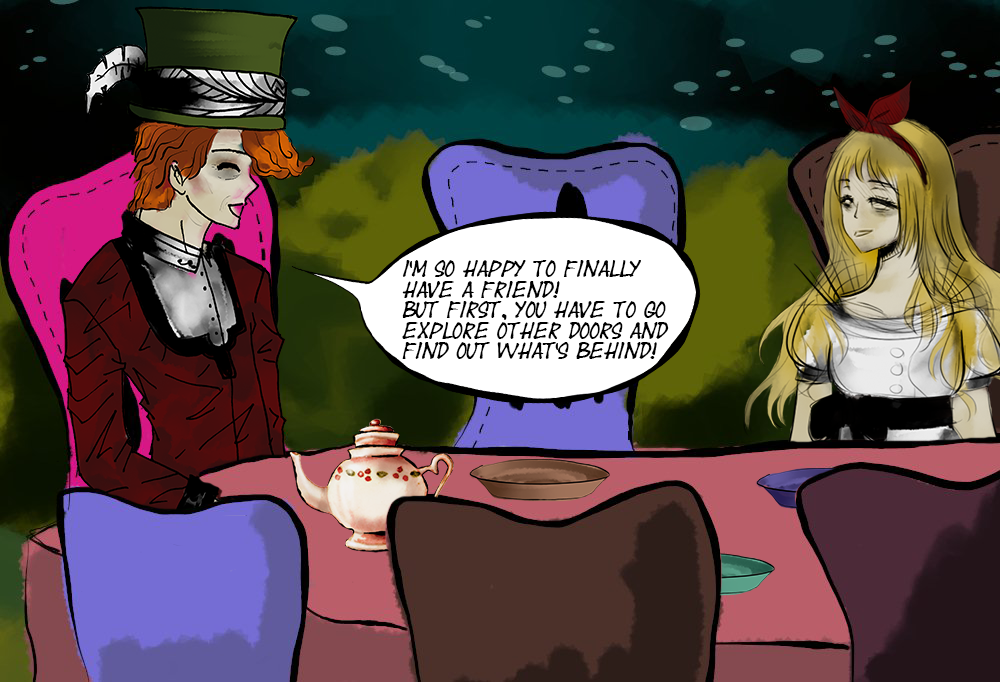 I'M SO HAPPY TO FINALLY
HAVE A FRIEND!
BUT FIRST, YOU HAVE TO GO
EXPLORE OTHER DOORS AND
FIND OUT WHAT'S BEHIND!